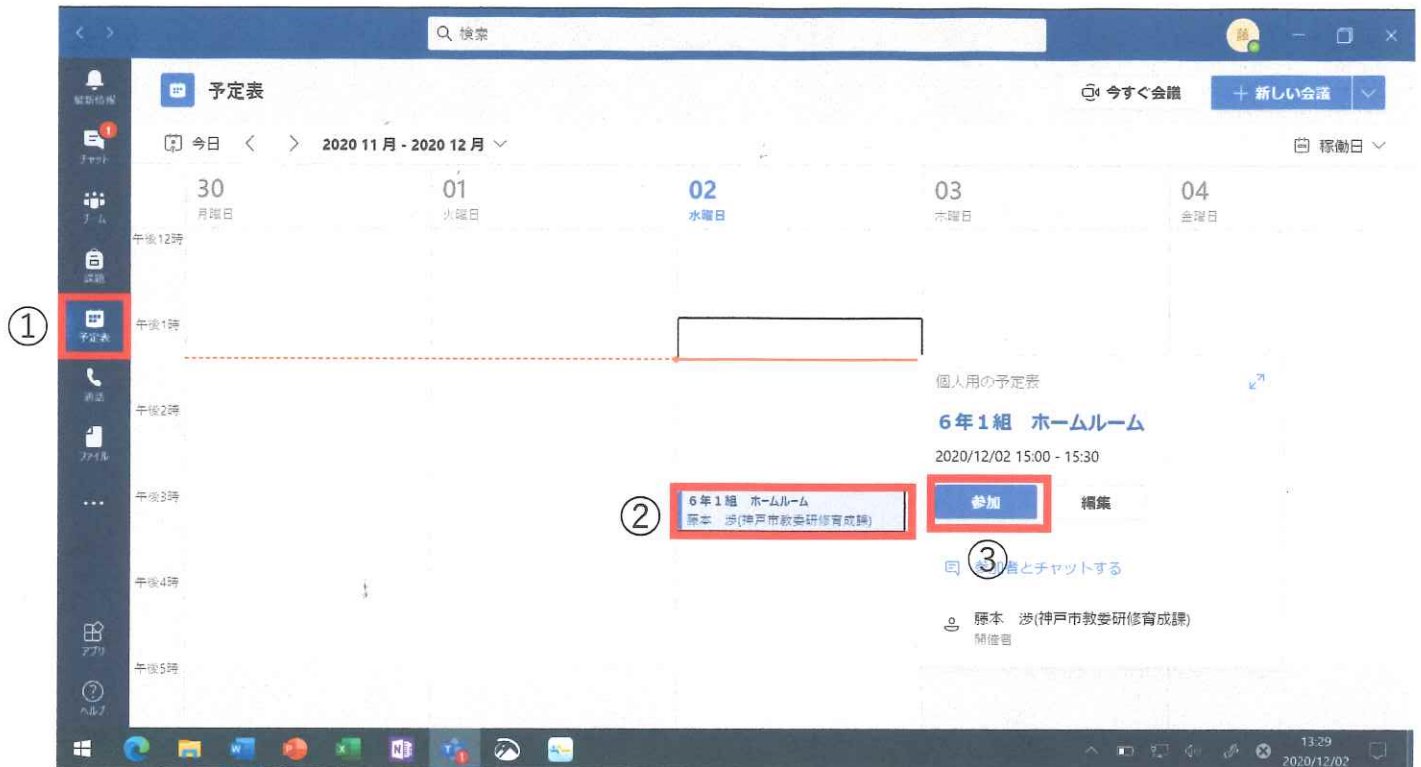 検索
藤
最新情報
予定表
今すぐ会議
＋ 新しい会議
チャット
1
今日
2020 11 月 - 2020 12 月
稼働日
チーム
30
月曜日
01
火曜日
02
水曜日
03
木曜日
04
金曜日
午後12時
課題
①
予定表
午後1時
通話
個人用の予定表
午後2時
6年1組 ホームルーム
ファイル
2020/12/02 15:00 - 15:30
午後3時
②
6年1組 ホームルーム
藤本 渉(神戸市教委研修育成課)
参加
編集
③
参加者とチャットする
午後4時
藤本 渉(神戸市教委研修育成課)
開催者
アプリ
午後5時
ヘルプ
13:29
2020/12/02